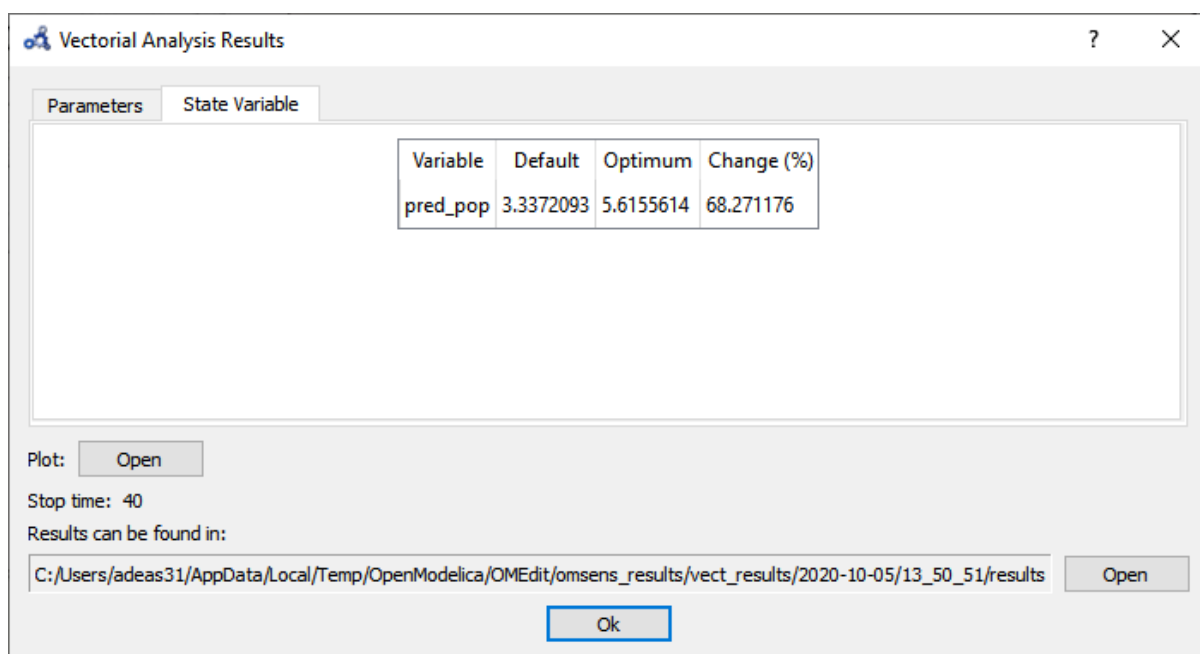 Vectorial Analysis Results ?
Parameters State Variable
Variable Default Optimum Change (%)
pred_pop 3.3372093 5.6155614 68.271176
Plot: Open
Stop time: 40
Results can be found in:
C:/Users/adeas31/AppData/Local/Temp/OpenModelica/OMEdit/omsens_results/vect_results/2020-10-05/13_50_51/results Open
Ok